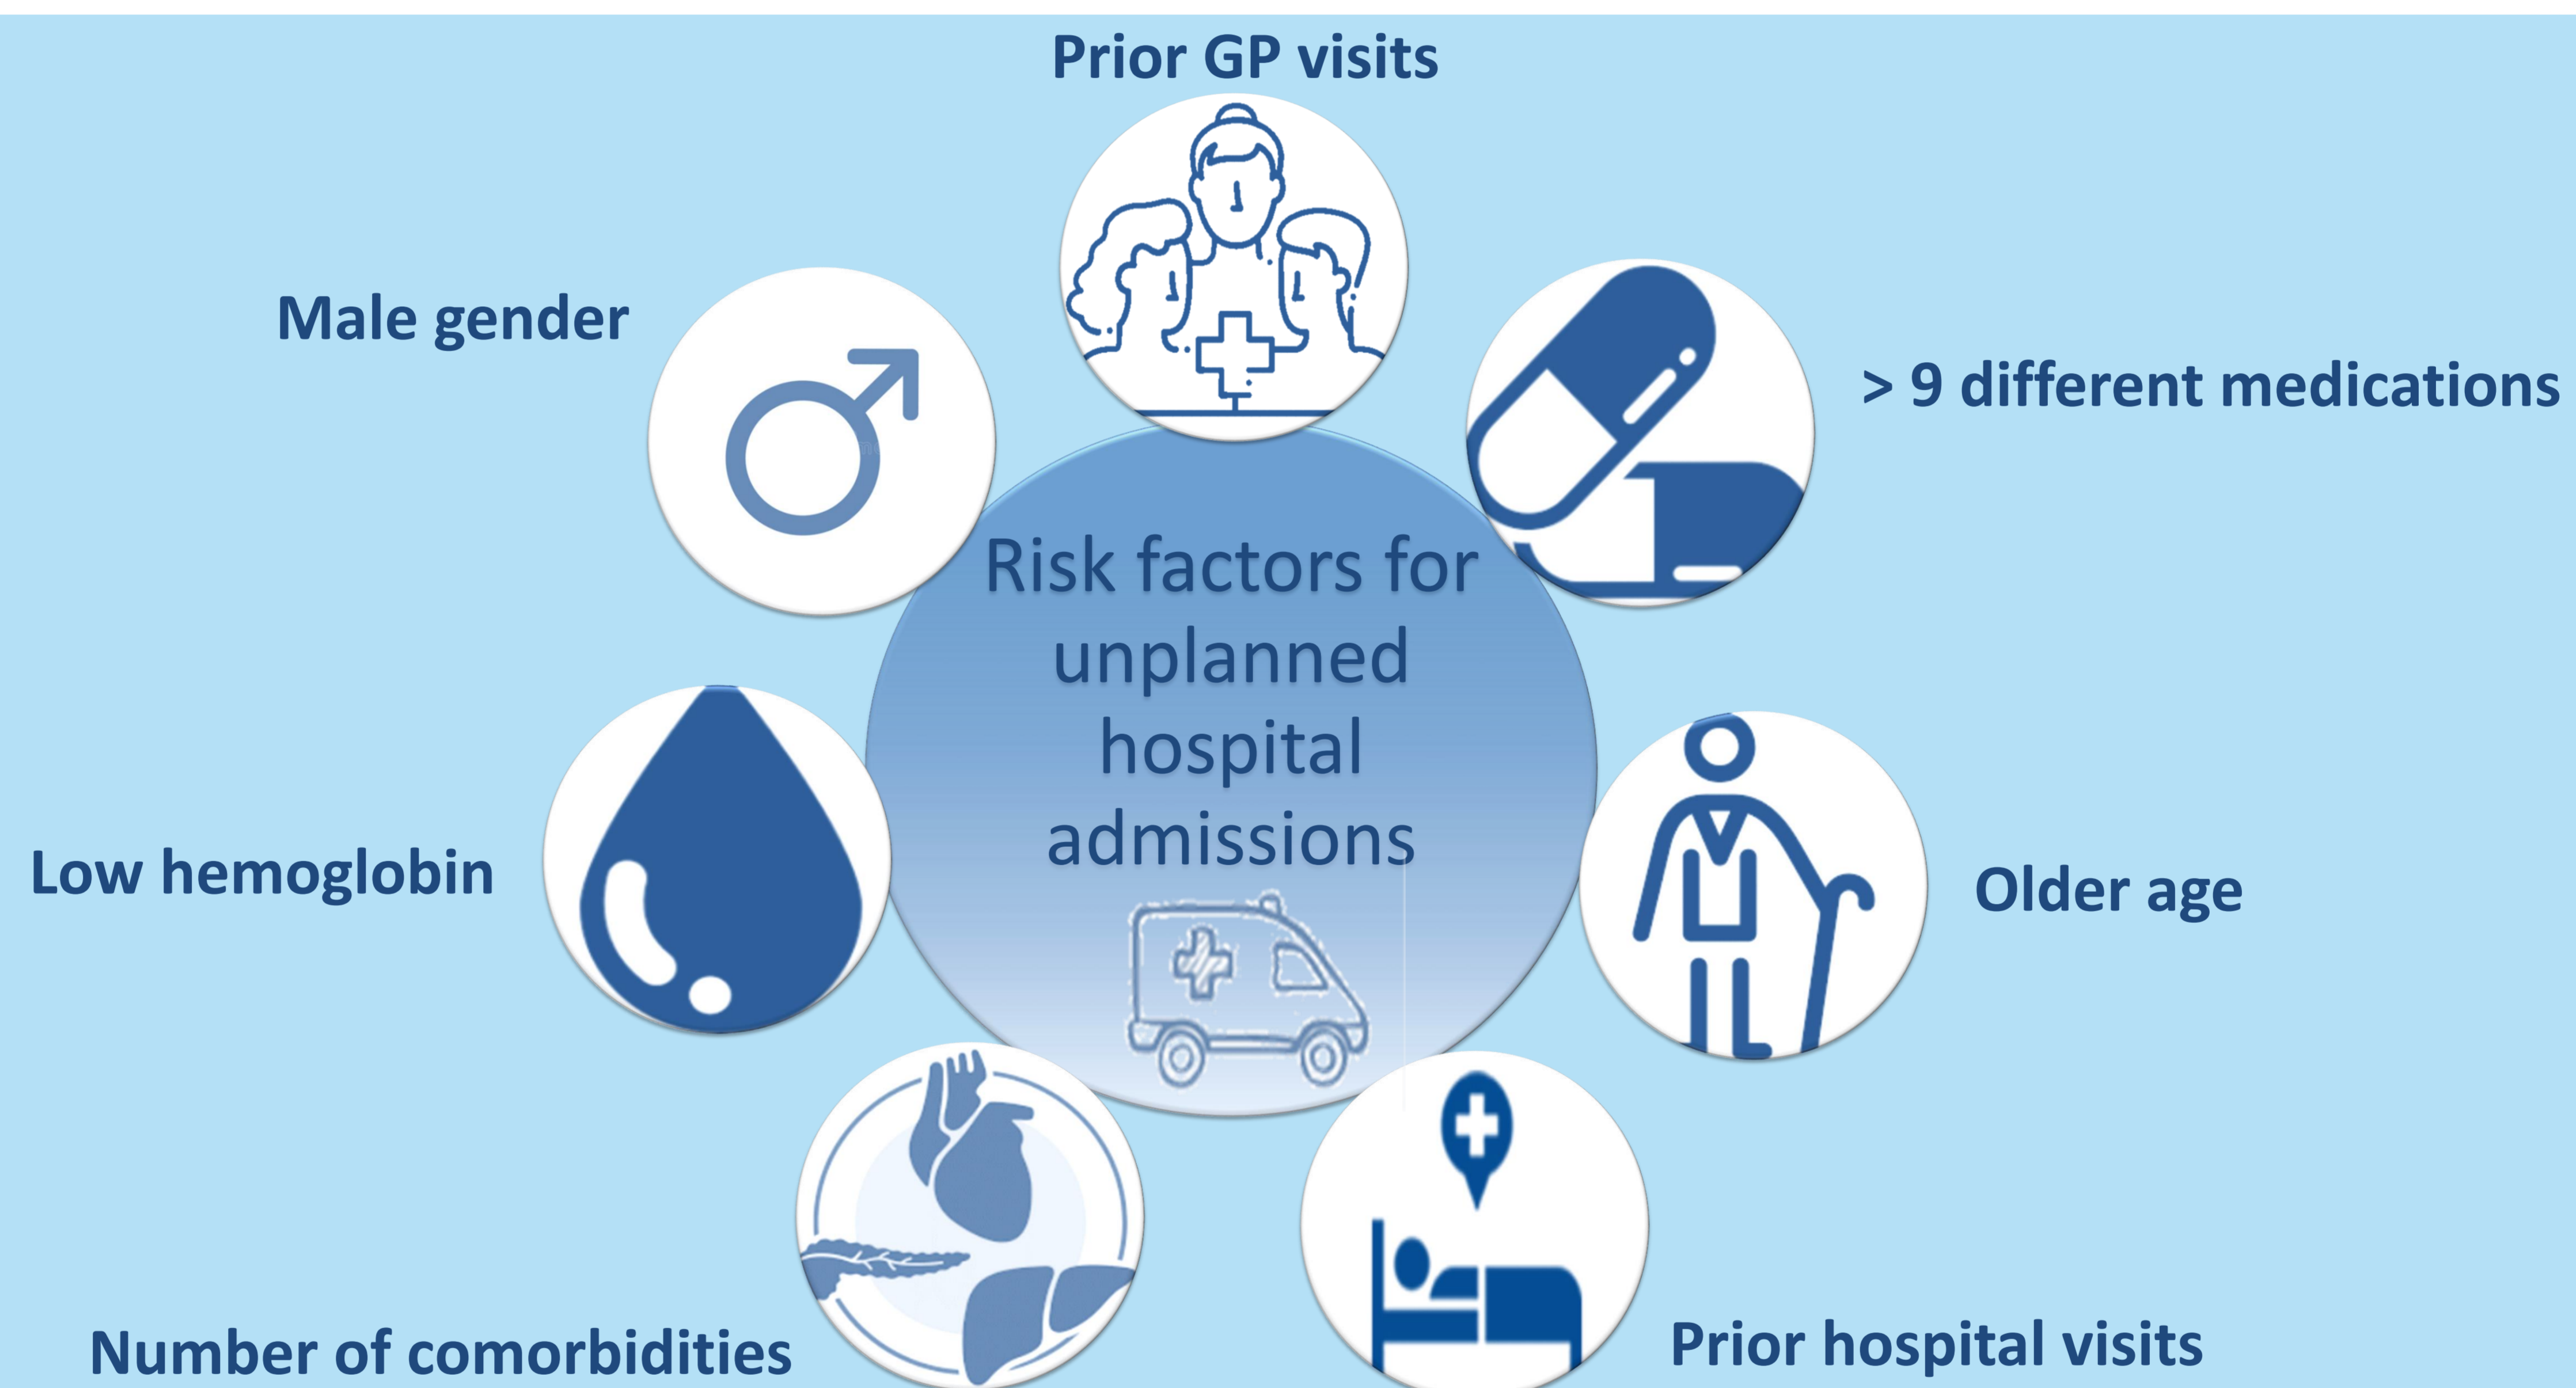 Prior GP visits
Male gender
> 9 different medications
Risk factors for
unplanned
hospital
admissions
Low hemoglobin
Older age
Number of comorbidities
Prior hospital visits